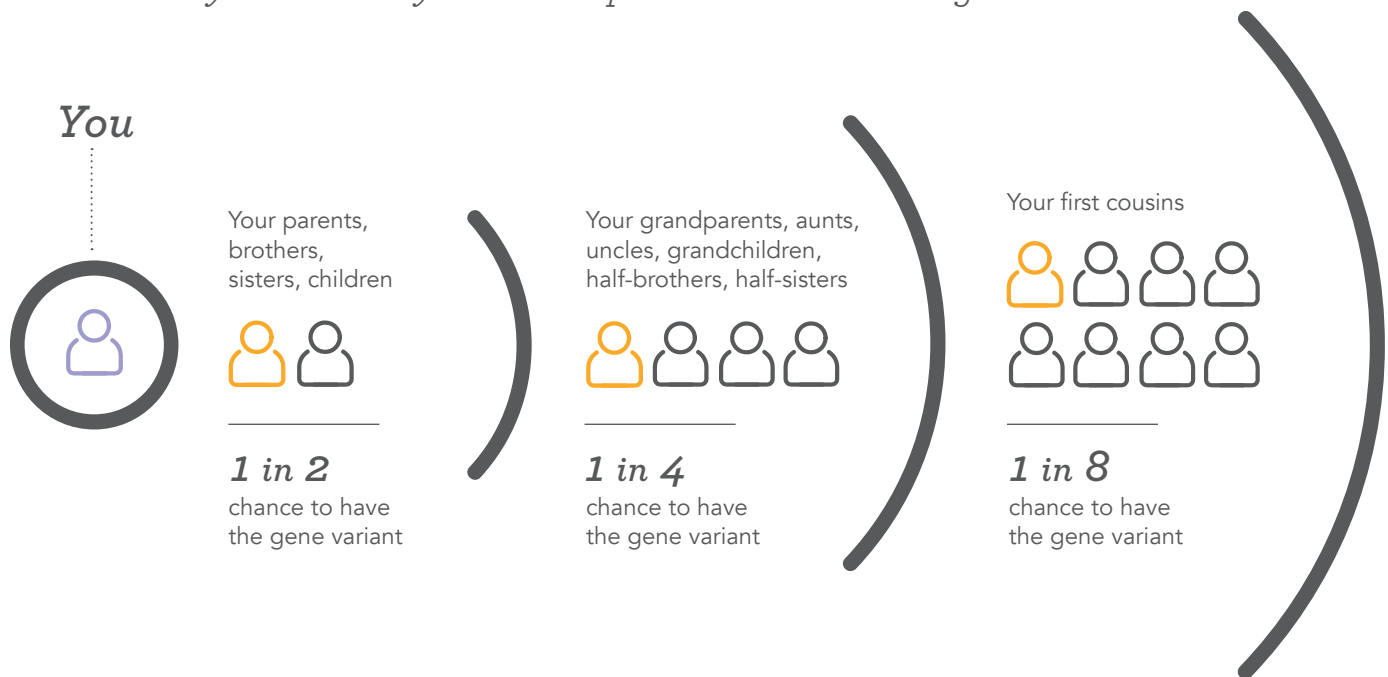 You
Your parents,
brothers,
sisters, children
1 in 2
chance to have
the gene variant
Your grandparents, aunts,
uncles, grandchildren,
half-brothers, half-sisters
1 in 4
chance to have
the gene variant
Your first cousins
1 in 8
chance to have
the gene variant